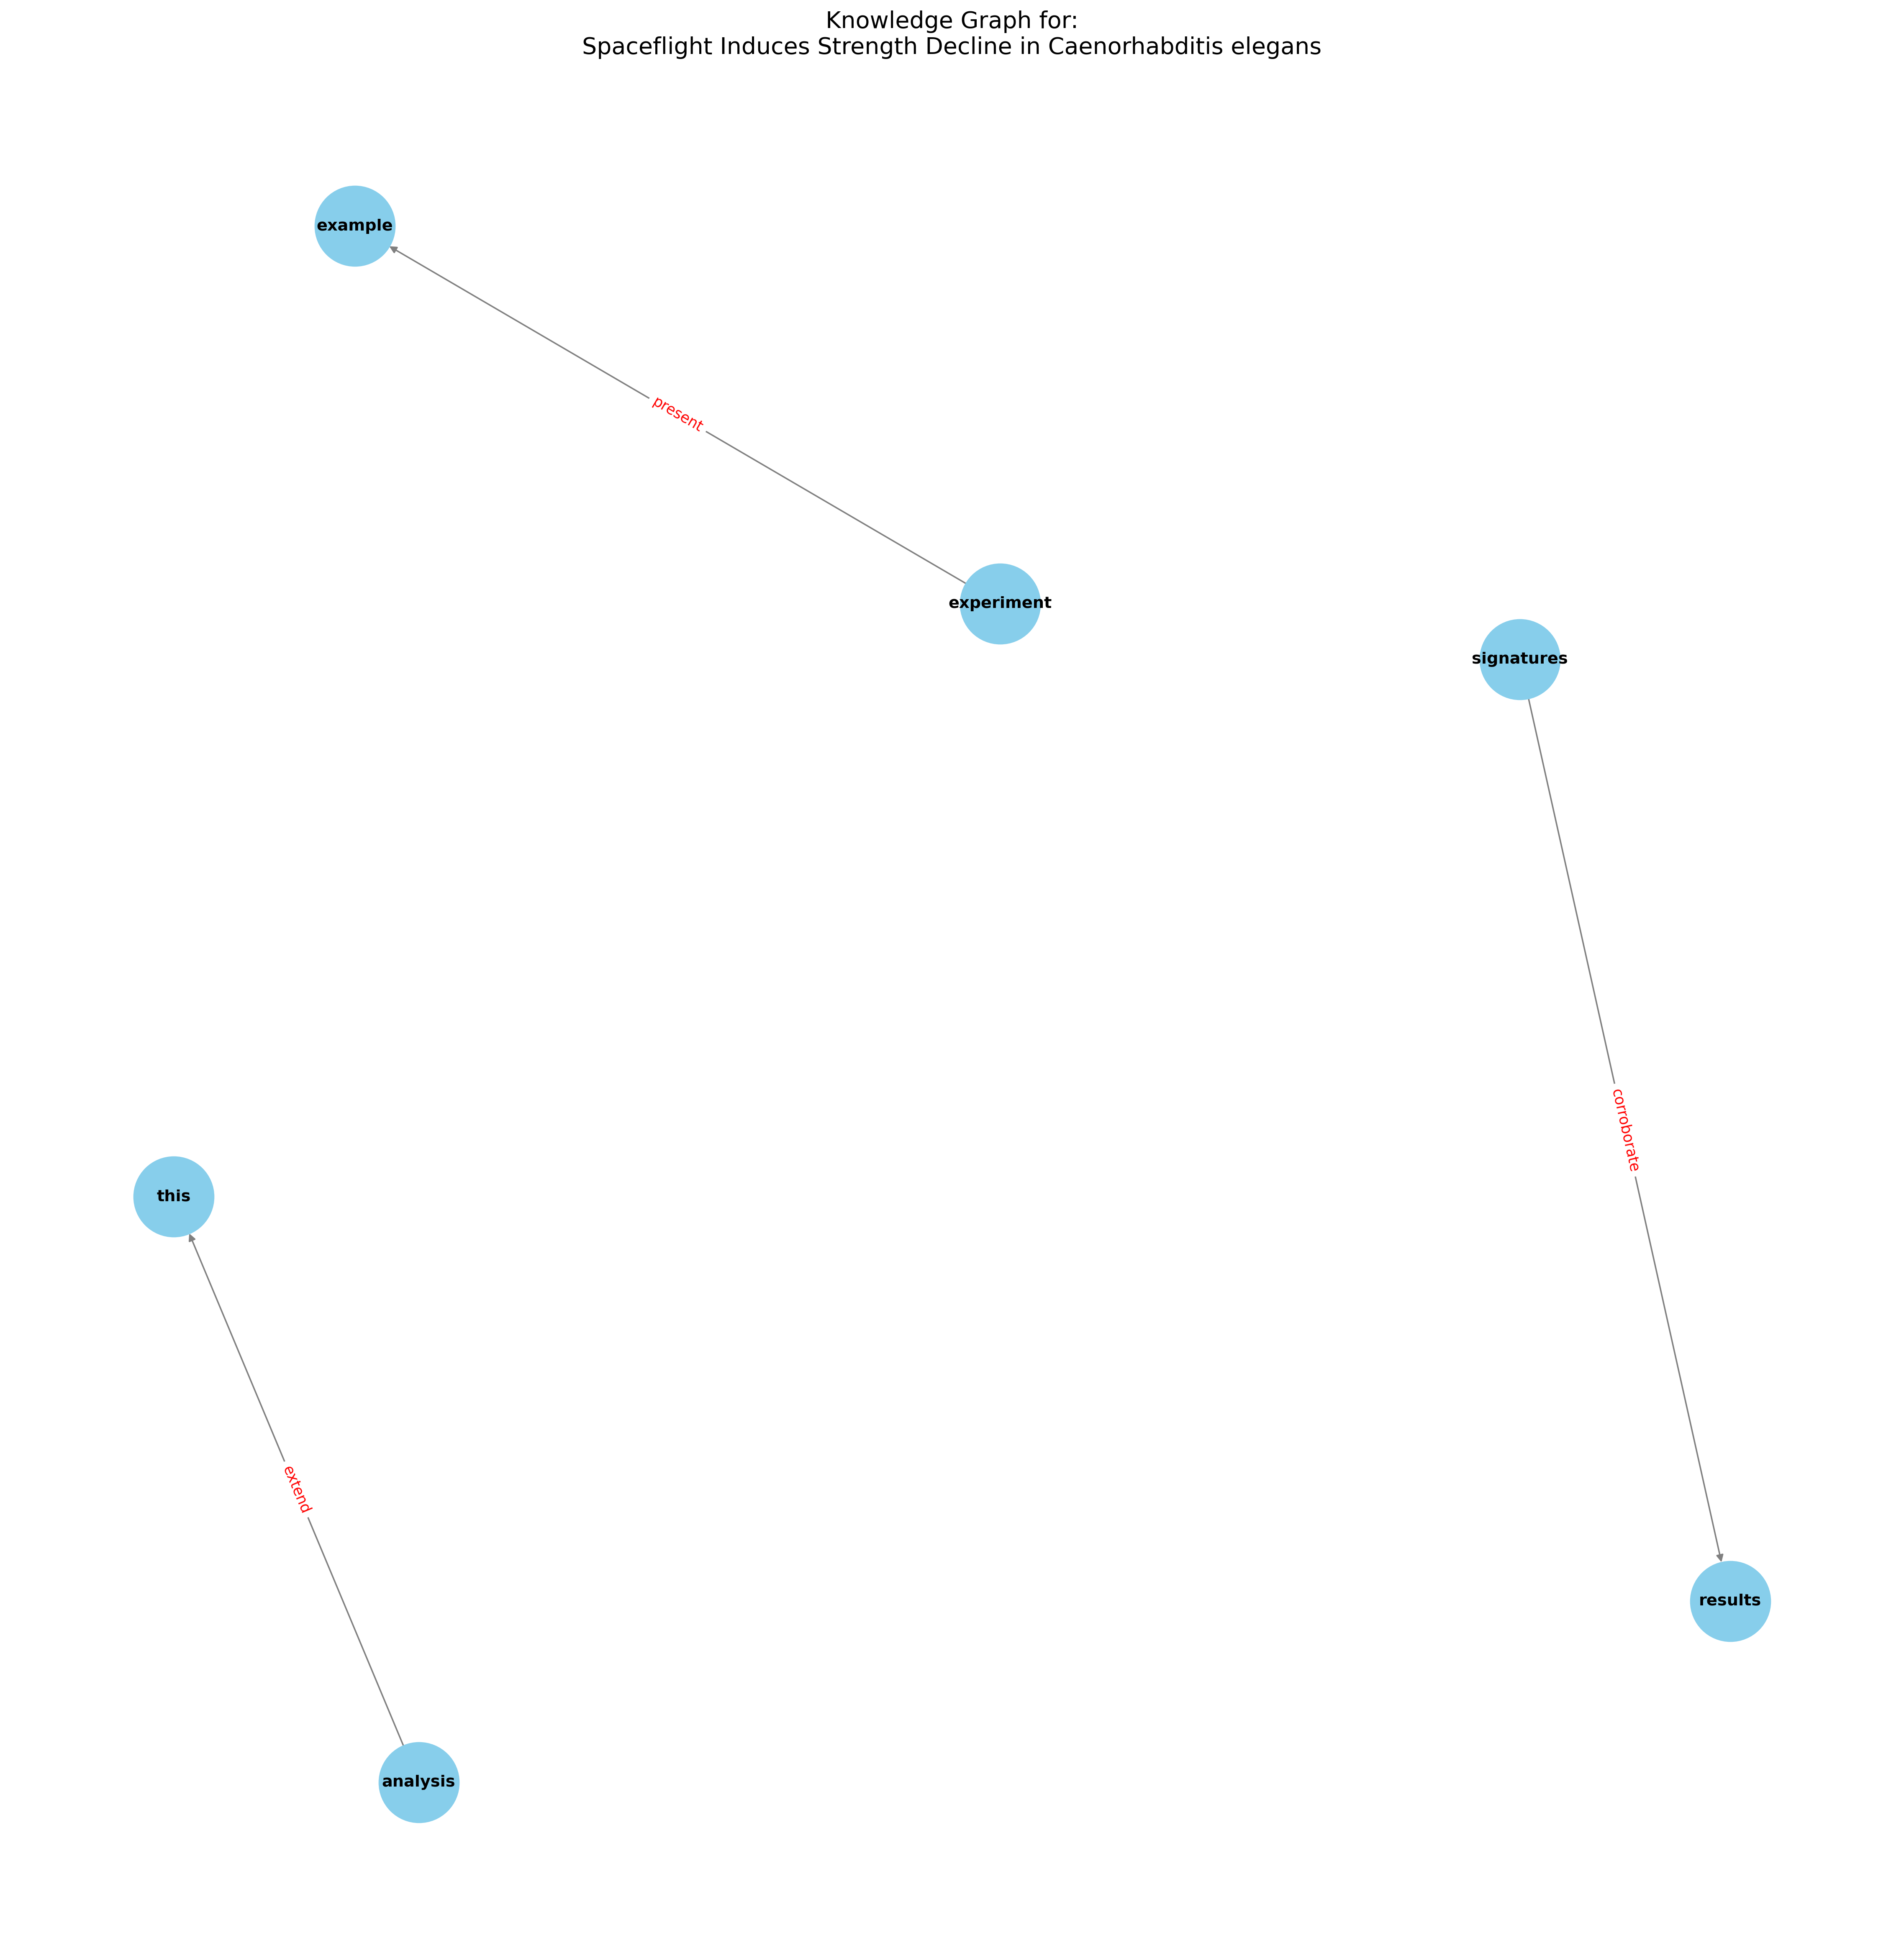 Knowledge Graph for:
Spaceflight Induces Strength Decline in Caenorhabditis elegans
example
present
experiment
signatures
corroborate
this
extend
results
analysis